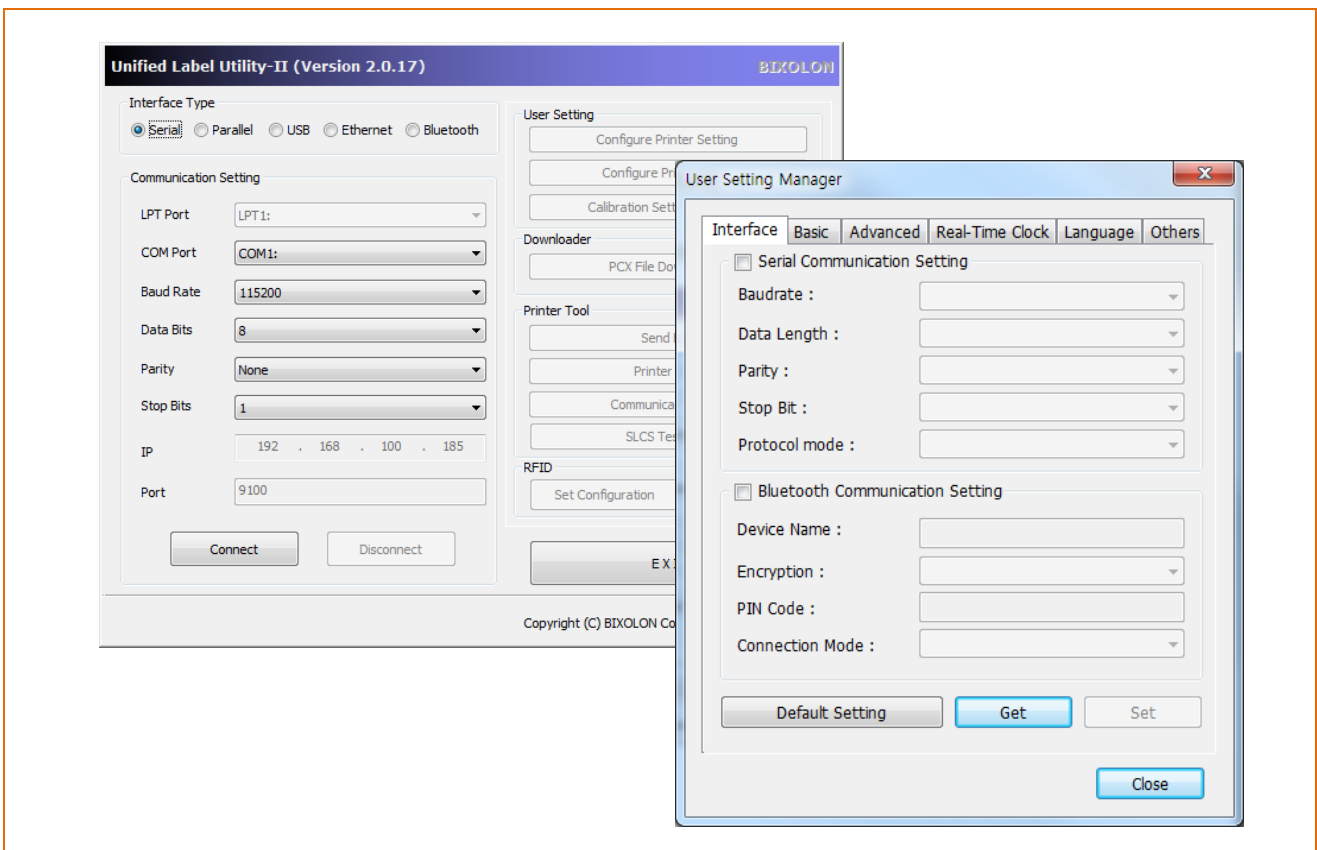 Unified Label Utility-II (Version 2.0.17)
BIXOLON
Interface Type
Serial Parallel USB Ethernet Bluetooth
Communication Setting
LPT Port LPT1:
COM Port COM1:
Baud Rate 115200
Data Bits 8
Parity None
Stop Bits 1
IP 192 . 168 . 100 . 185
Port 9100
Connect Disconnect
User Setting
Configure Printer Setting
Configure Pri
Calibration Sett
Downloader
PCX File Do
Printer Tool
Send
Printer
Communica
SLCS Te
RFID
Set Configuration
E X
Copyright (C) BIXOLON Co
User Setting Manager
Interface Basic Advanced Real-Time Clock Language Others
Serial Communication Setting
Baudrate :
Data Length :
Parity :
Stop Bit :
Protocol mode :
Bluetooth Communication Setting
Device Name :
Encryption :
PIN Code :
Connection Mode :
Default Setting Get Set
Close